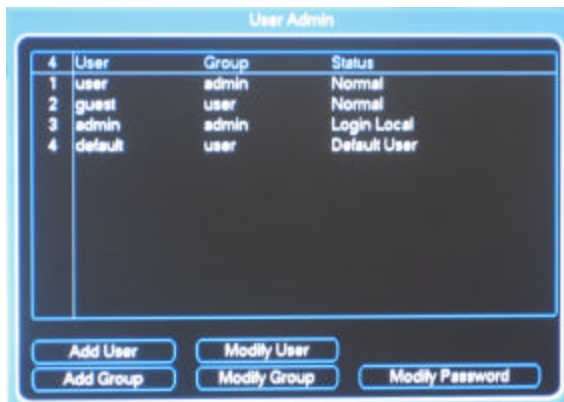 User Admin
4 User Group Status
1 user admin Normal
2 guest user Normal
3 admin admin Login Local
4 default user Default User
Add User Modify User
Add Group Modify Group Modify Password